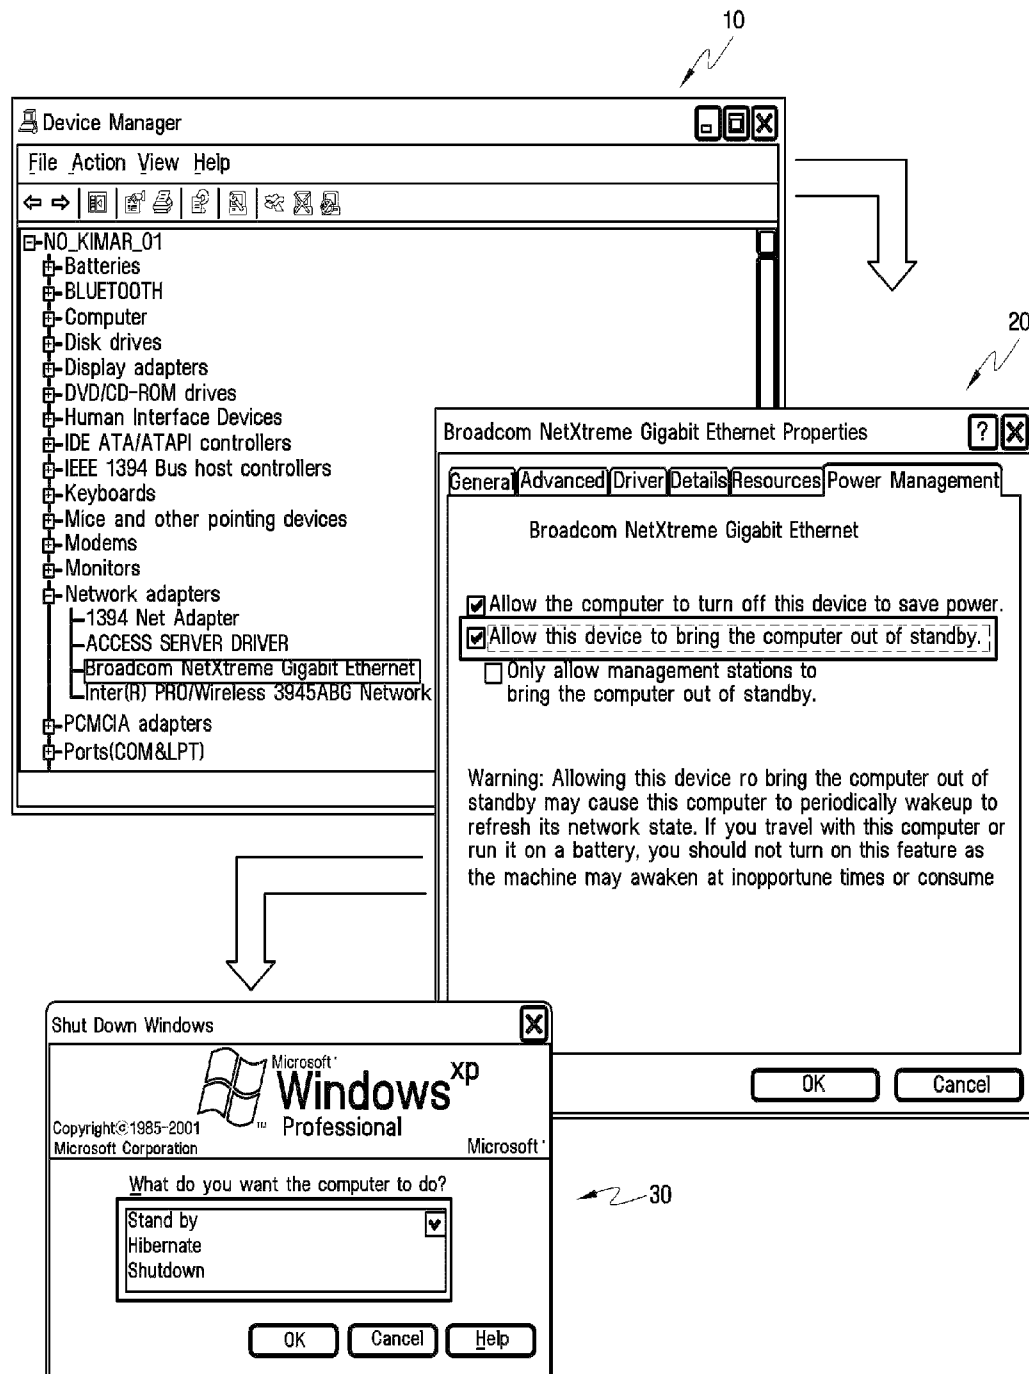 10
Device Manager
File Action View Help
NO_KIMAR_01
Batteries
BLUETOOTH
Computer
Disk drives
Display adapters
DVD/CD-ROM drives
Human Interface Devices
IDE ATA/ATAPI controllers
IEEE 1394 Bus host controllers
Keyboards
Mice and other pointing devices
Modems
Monitors
Network adapters
1394 Net Adapter
ACCESS SERVER DRIVER
Broadcom NetXtreme Gigabit Ethernet
Inter(R) PRO/Wireless 3945ABG Network
PCMCIA adapters
Ports(COM&LPT)
20
Broadcom NetXtreme Gigabit Ethernet Properties
General Advanced Driver Details Resources Power Management
Broadcom NetXtreme Gigabit Ethernet
Allow the computer to turn off this device to save power.
Allow this device to bring the computer out of standby.
Only allow management stations to
bring the computer out of standby.
Warning: Allowing this device ro bring the computer out of
standby may cause this computer to periodically wakeup to
refresh its network state. If you travel with this computer or
run it on a battery, you should not turn on this feature as
the machine may awaken at inopportune times or consume
OK Cancel
Shut Down Windows
Microsoft
Windows xp
Professional
TM
Copyright©1985-2001
Microsoft Corporation
Microsoft
What do you want the computer to do?
30
Stand by
Hibernate
Shutdown
OK Cancel Help